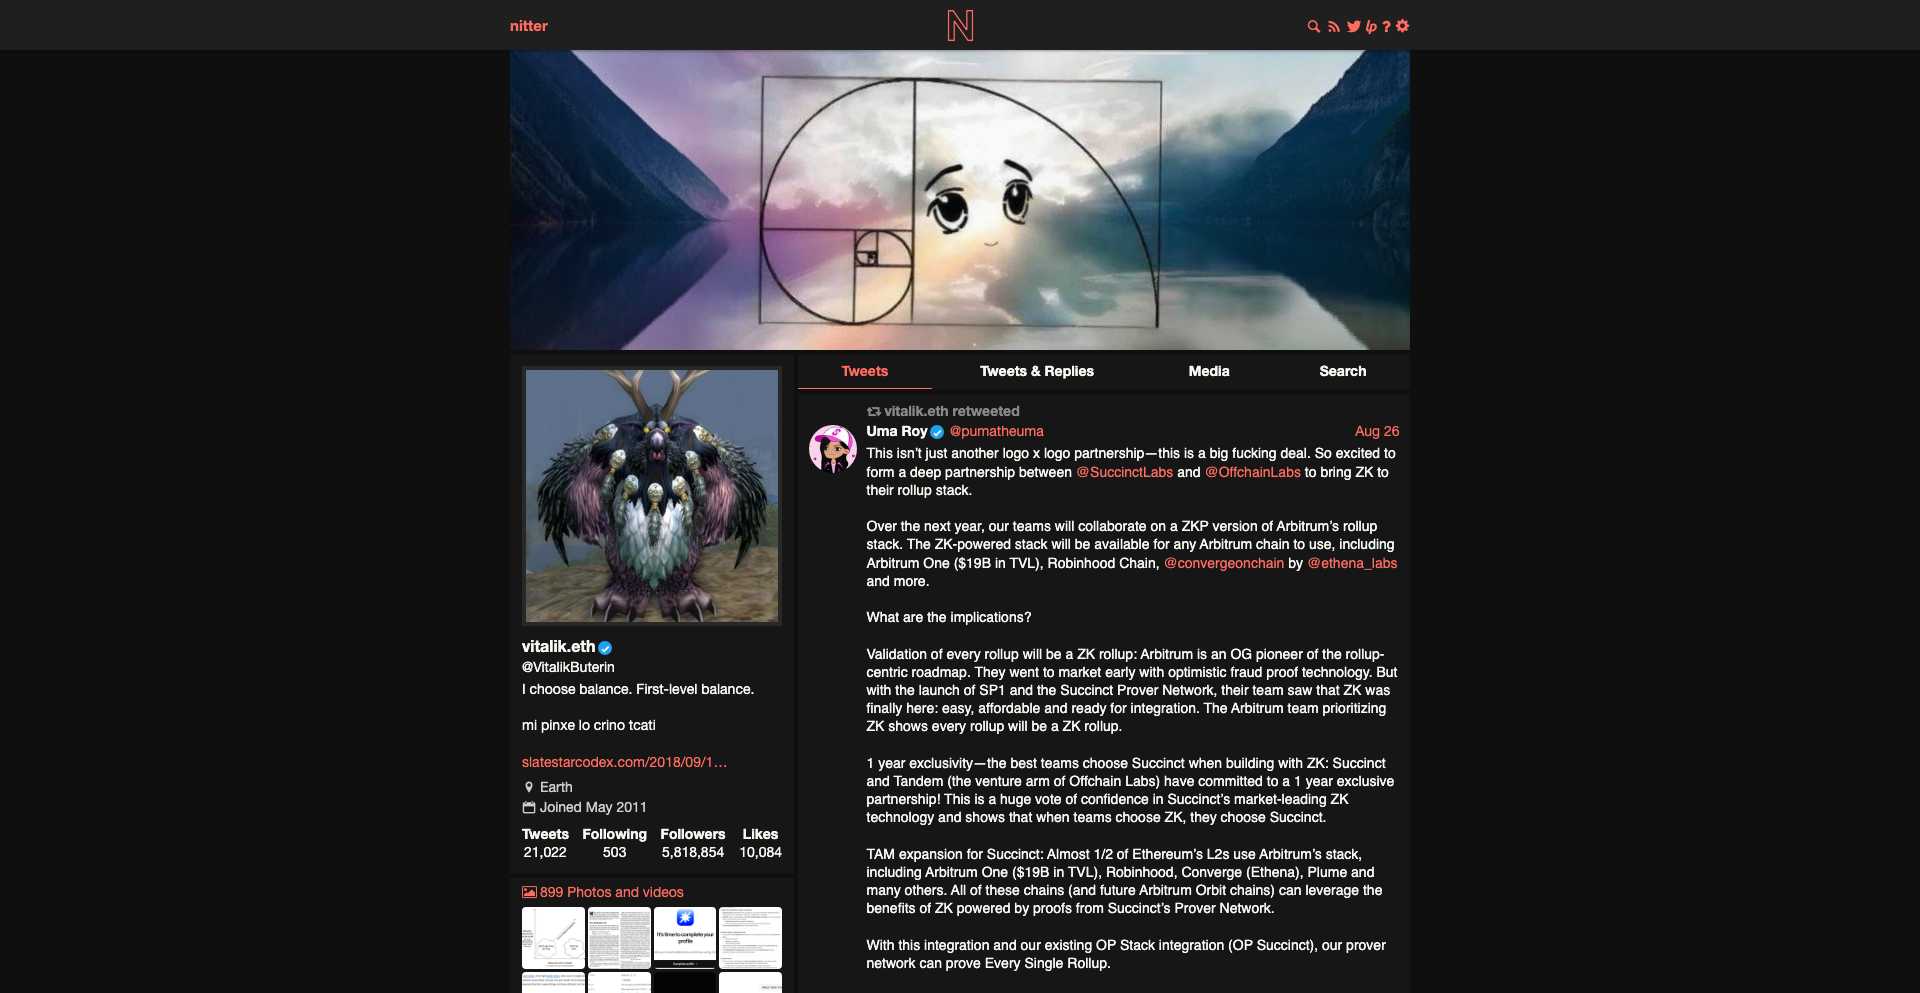 nitter
N
lp ?
Tweets Tweets & Replies Media Search
vitalik.eth retweeted
Uma Roy @pumatheuma Aug 26
This isn’t just another logo x logo partnership—this is a big fucking deal. So excited to
form a deep partnership between @SuccinctLabs and @OffchainLabs to bring ZK to
their rollup stack.
Over the next year, our teams will collaborate on a ZKP version of Arbitrum’s rollup
stack. The ZK-powered stack will be available for any Arbitrum chain to use, including
Arbitrum One ($19B in TVL), Robinhood Chain, @convergeonchain by @ethena_labs
and more.
What are the implications?
Validation of every rollup will be a ZK rollup: Arbitrum is an OG pioneer of the rollup-
centric roadmap. They went to market early with optimistic fraud proof technology. But
with the launch of SP1 and the Succinct Prover Network, their team saw that ZK was
finally here: easy, affordable and ready for integration. The Arbitrum team prioritizing
ZK shows every rollup will be a ZK rollup.
1 year exclusivity—the best teams choose Succinct when building with ZK: Succinct
and Tandem (the venture arm of Offchain Labs) have committed to a 1 year exclusive
partnership! This is a huge vote of confidence in Succinct’s market-leading ZK
technology and shows that when teams choose ZK, they choose Succinct.
TAM expansion for Succinct: Almost 1/2 of Ethereum’s L2s use Arbitrum’s stack,
including Arbitrum One ($19B in TVL), Robinhood, Converge (Ethena), Plume and
many others. All of these chains (and future Arbitrum Orbit chains) can leverage the
benefits of ZK powered by proofs from Succinct’s Prover Network.
With this integration and our existing OP Stack integration (OP Succinct), our prover
network can prove Every Single Rollup.
vitalik.eth
@VitalikButerin
I choose balance. First-level balance.
mi pinxe lo crino tcati
slatestarcodex.com/2018/09/1…
Earth
Joined May 2011
Tweets Following Followers Likes
21,022 503 5,818,854 10,084
899 Photos and videos
It's time to complete your
profile
Complete profile